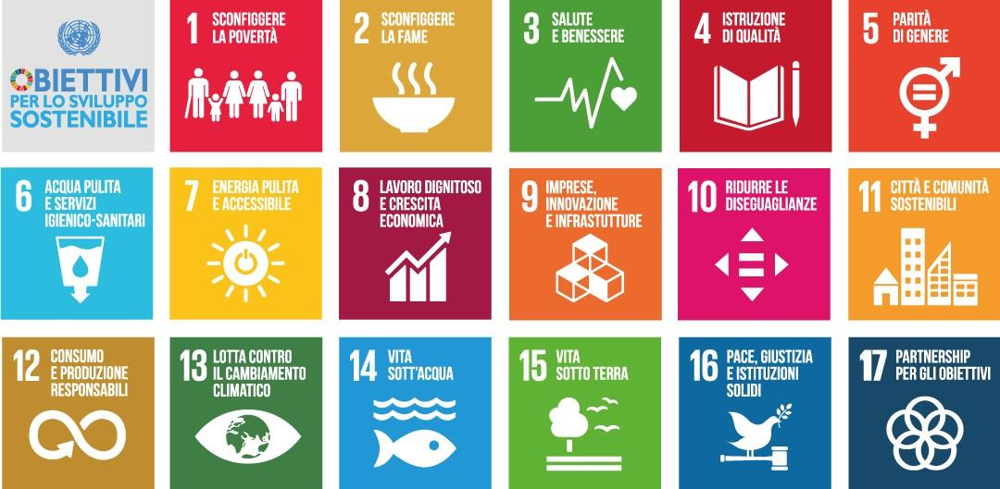 OBIETTIVI
PER LO SVILUPPO
SOSTENIBILE
1 SCONFIGGERE
LA POVERTÀ
2 SCONFIGGERE
LA FAME
3 SALUTE
E BENESSERE
4 ISTRUZIONE
DI QUALITÀ
5 PARITÀ
DI GENERE
6 ACQUA PULITA
E SERVIZI
IGIENICO-SANITARI
7 ENERGIA PULITA
E ACCESSIBILE
8 LAVORO DIGNITOSO
E CRESCITA
ECONOMICA
9 IMPRESE,
INNOVAZIONE
E INFRASTUTTURE
10 RIDURRE LE
DISEGUAGLIANZE
11 CITTÀ E COMUNITÀ
SOSTENIBILI
12 CONSUMO
E PRODUZIONE
RESPONSABILI
13 LOTTA CONTRO
IL CAMBIAMENTO
CLIMATICO
14 VITA
SOTT'ACQUA
15 VITA
SOTTO TERRA
16 PACE, GIUSTIZIA
E ISTITUZIONI
SOLIDI
17 PARTNERSHIP
PER GLI OBIETTIVI